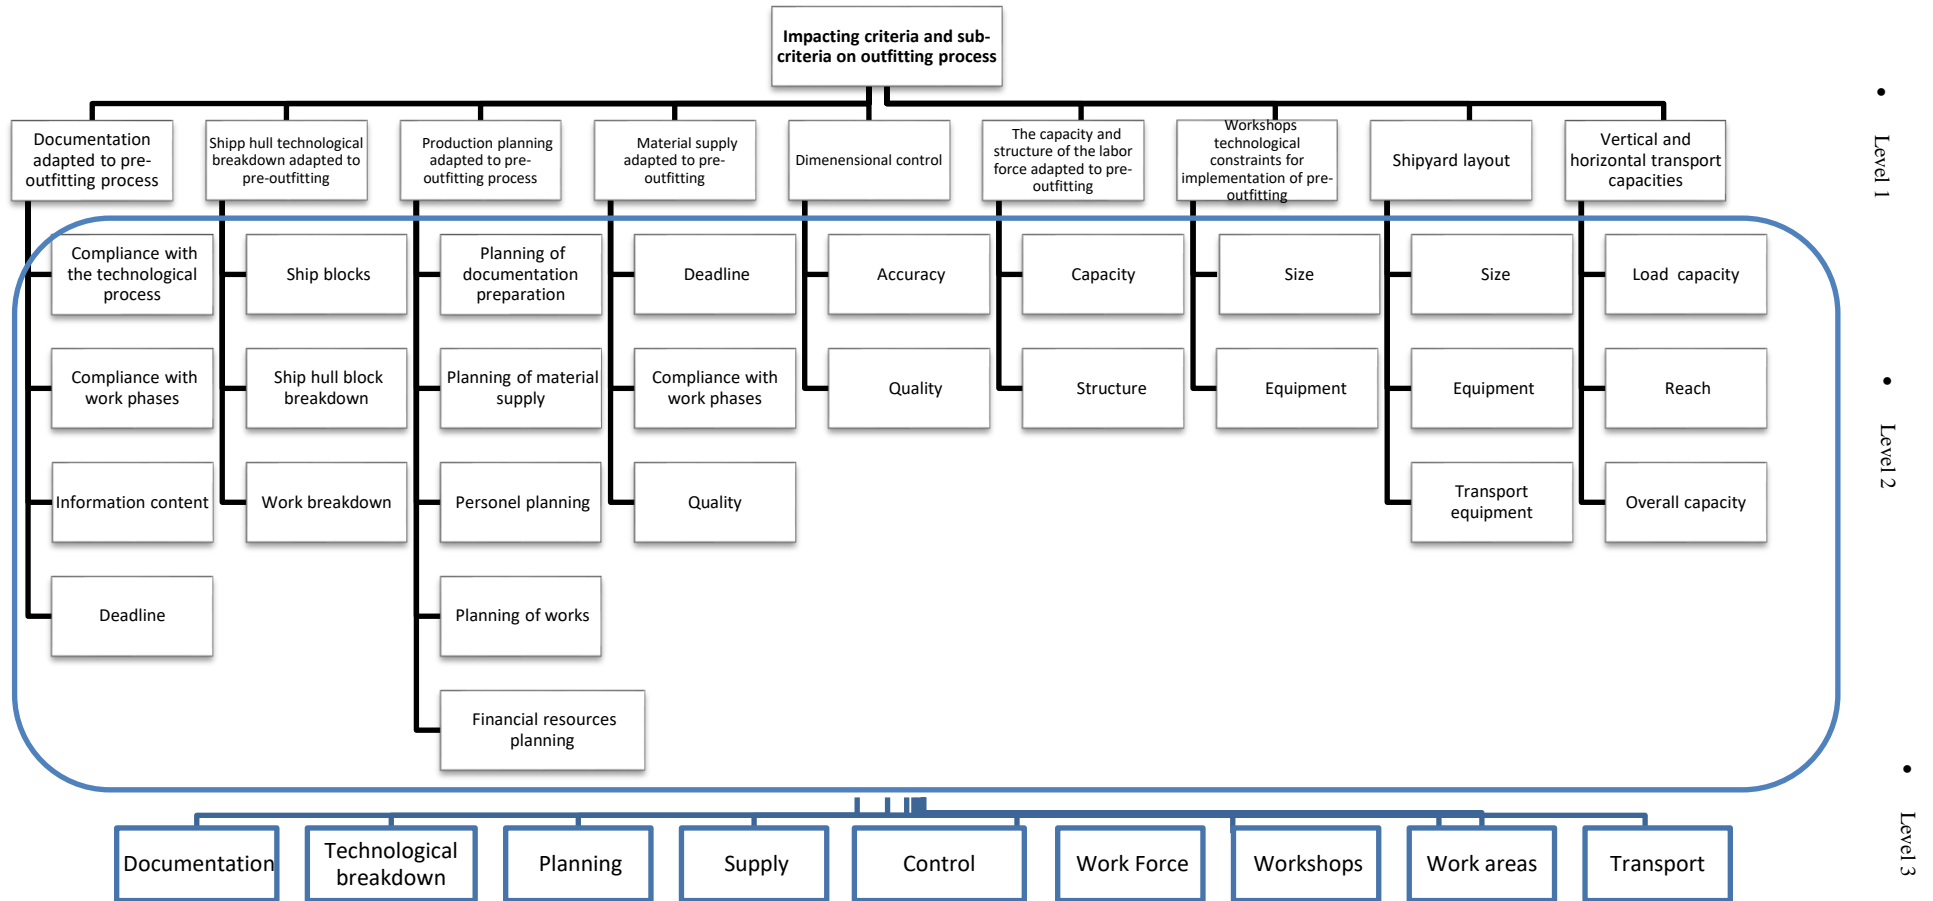 Impacting criteria and sub-
criteria on outfitting process
Documentation
adapted to pre-
outfitting process
Shipp hull technological
breakdown adapted to
pre-outfitting
Production planning
adapted to pre-
outfitting process
Material supply
adapted to pre-
outfitting
Dimenensional control
The capacity and
structure of the labor
force adapted to pre-
outfitting
Workshops
technological
constraints for
implementation of pre-
outfitting
Shipyard layout
Vertical and
horizontal transport
capacities
• Level 1
Compliance with
the technological
process
Ship blocks
Planning of
documentation
preparation
Deadline
Accuracy
Capacity
Size
Size
Load capacity
Compliance with
work phases
Ship hull block
breakdown
Planning of material
supply
Compliance with
work phases
Quality
Structure
Equipment
Equipment
Reach
• Level 2
Information content
Work breakdown
Personel planning
Quality
Transport
equipment
Overall capacity
Deadline
Planning of works
Financial resources
planning
• Level 3
Documentation
Technological
breakdown
Planning
Supply
Control
Work Force
Workshops
Work areas
Transport